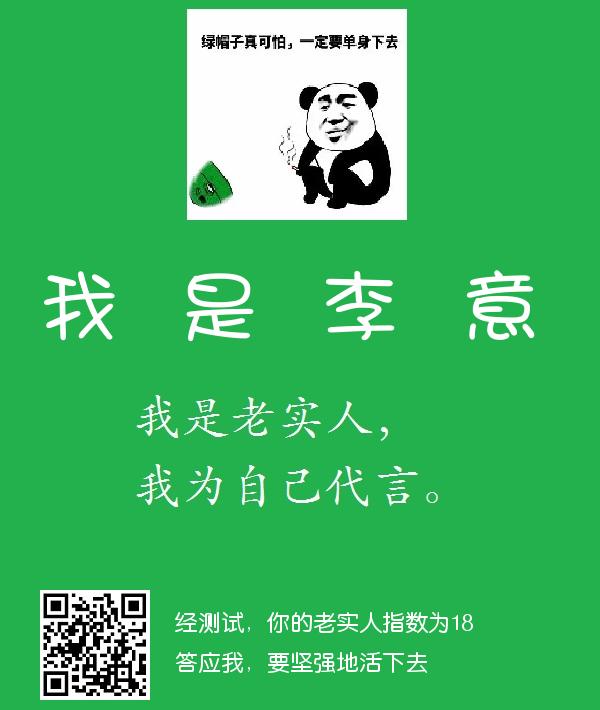 绿帽子真可怕，一定要单身下去
我是李意
我是老实人，
我为自己代言。
经测试，你的老实人指数为18
答应我，要坚强地活下去